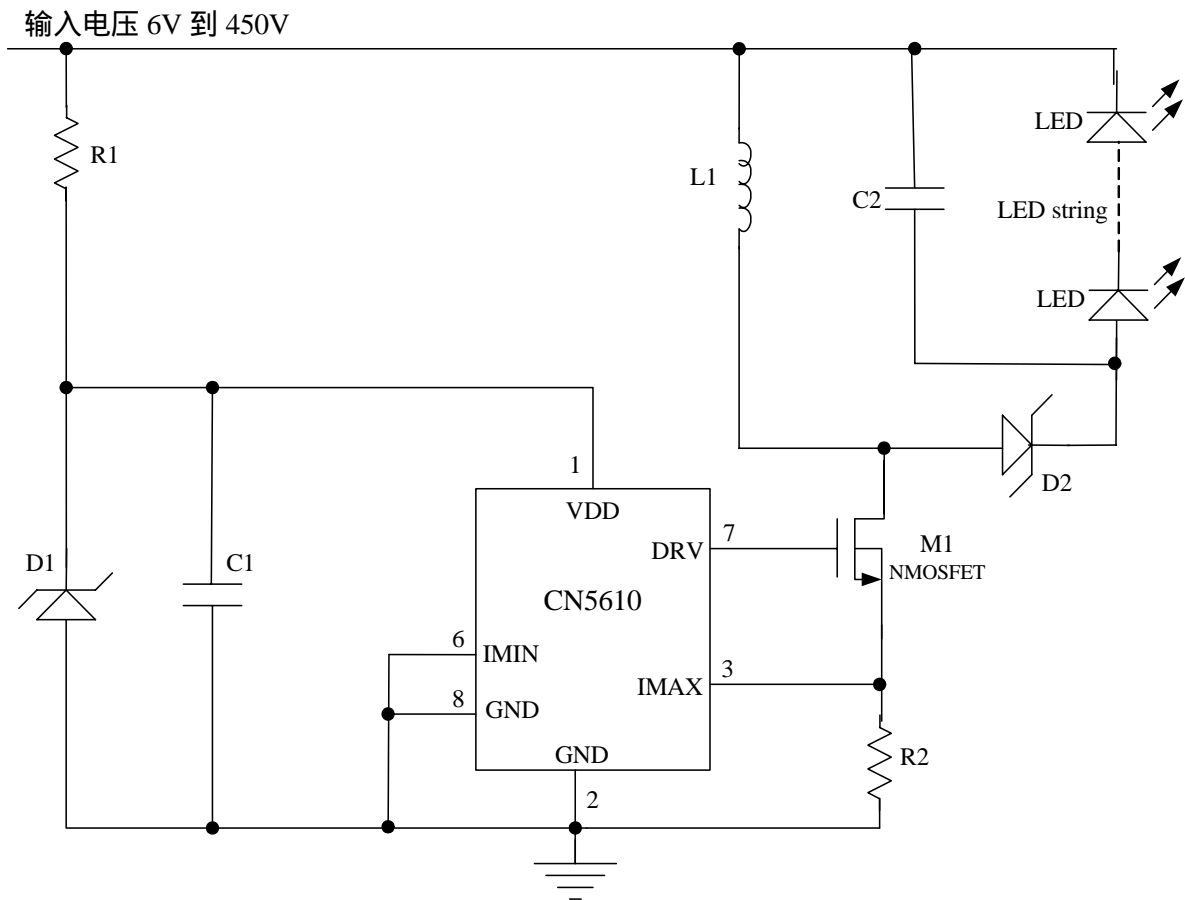 输入电压 6V 到 450V
R1
L1
C2
LED
LED string
LED
D2
1
VDD
DRV
7
M1
NMOSFET
D1
C1
CN5610
6
IMIN
IMAX
3
8
GND
GND
2
R2